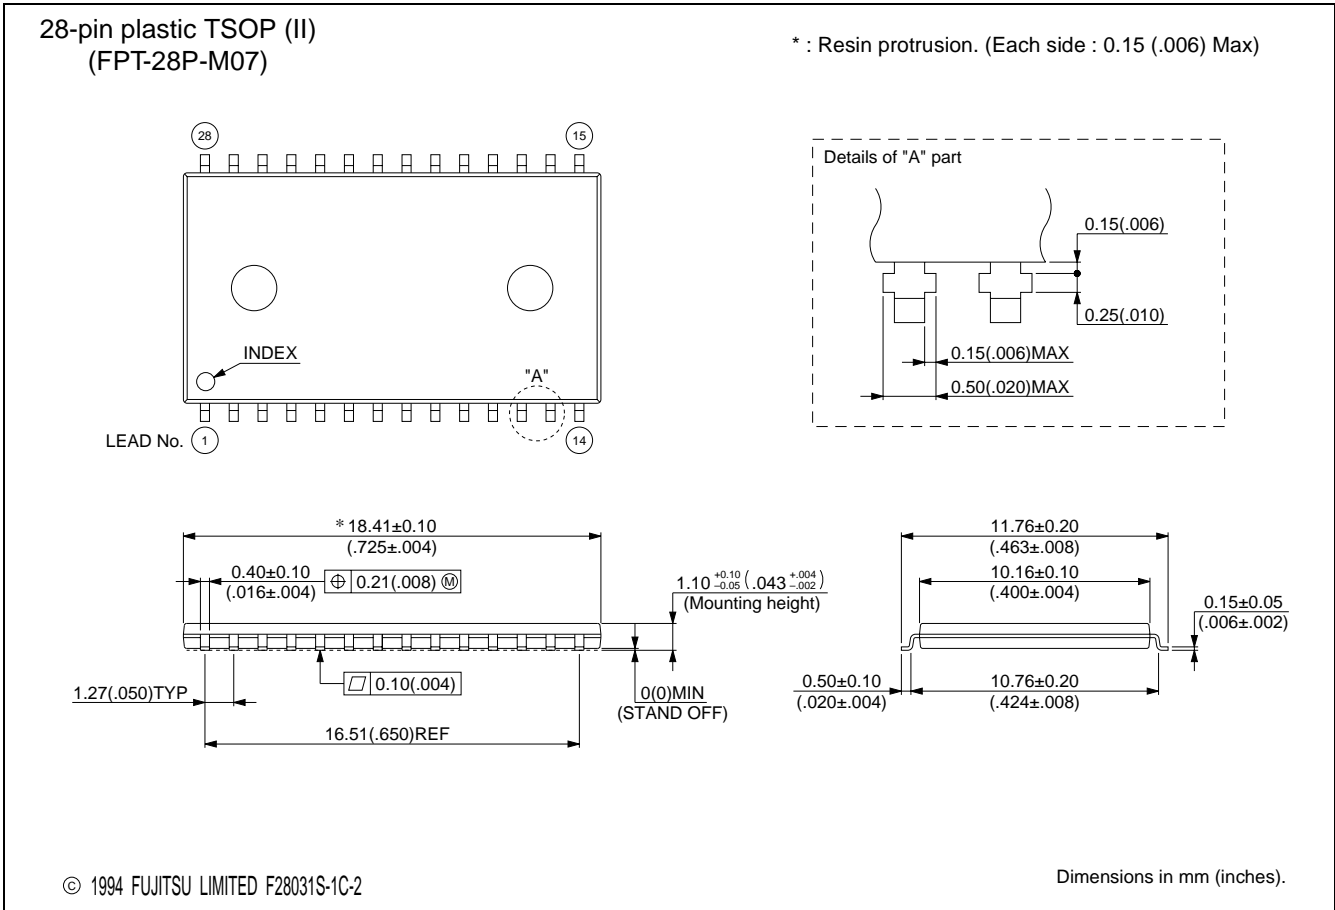 28-pin plastic TSOP (II)
(FPT-28P-M07)
* : Resin protrusion. (Each side : 0.15 (.006) Max)
28
15
INDEX
"A"
LEAD No.
1
14
Details of "A" part
0.15(.006)
0.25(.010)
0.15(.006)MAX
0.50(.020)MAX
*18.41±0.10
(.725±.004)
0.40±0.10
(.016±.004)
⌖ 0.21(.008) Ⓜ
1.10 +0.10 −0.05 (.043 +.004 −.002)
(Mounting height)
1.27(.050)TYP
⏥ 0.10(.004)
0(0)MIN
(STAND OFF)
16.51(.650)REF
11.76±0.20
(.463±.008)
10.16±0.10
(.400±.004)
0.15±0.05
(.006±.002)
0.50±0.10
(.020±.004)
10.76±0.20
(.424±.008)
© 1994 FUJITSU LIMITED F28031S-1C-2
Dimensions in mm (inches).